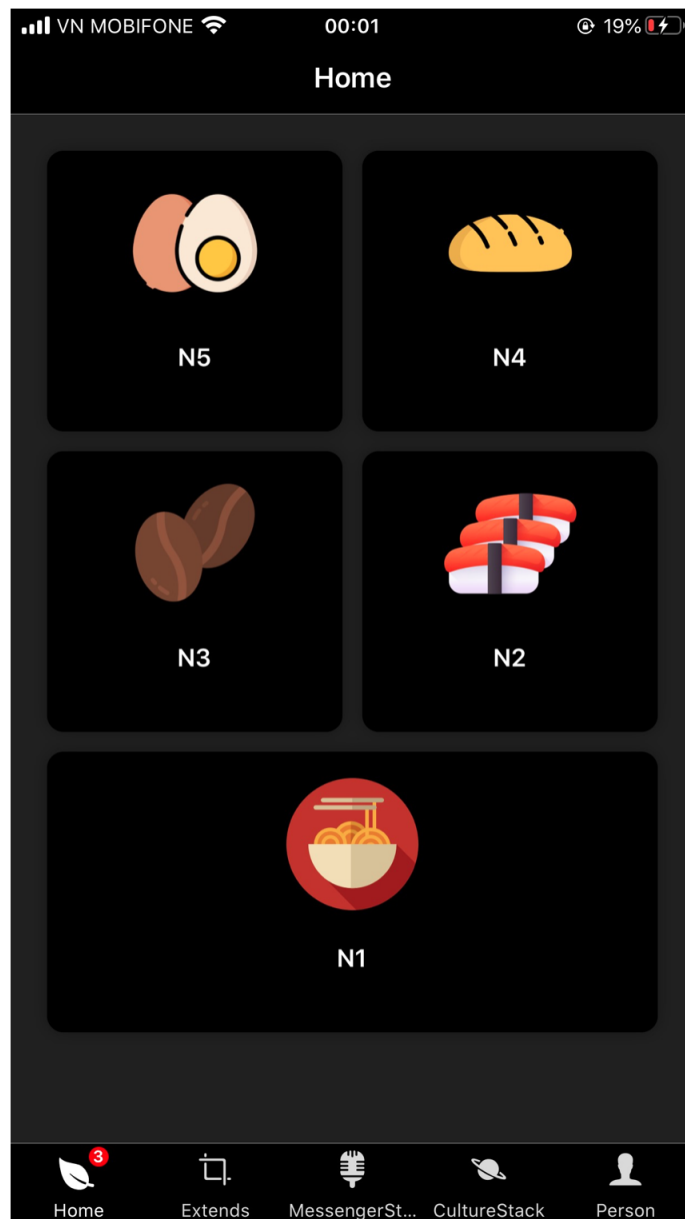 VN MOBIFONE 00:01 19%
Home
N5 N4
N3 N2
N1
3
Home Extends MessengerSt... CultureStack Person